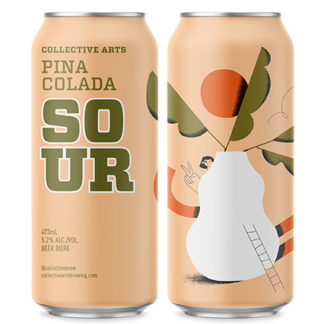 COLLECTIVE ARTS
PINA
COLADA
SO
UR
473mL
5.2% ALC./VOL.
BEER BIÈRE
@collectivebrew
collectiveartsbrewing.com